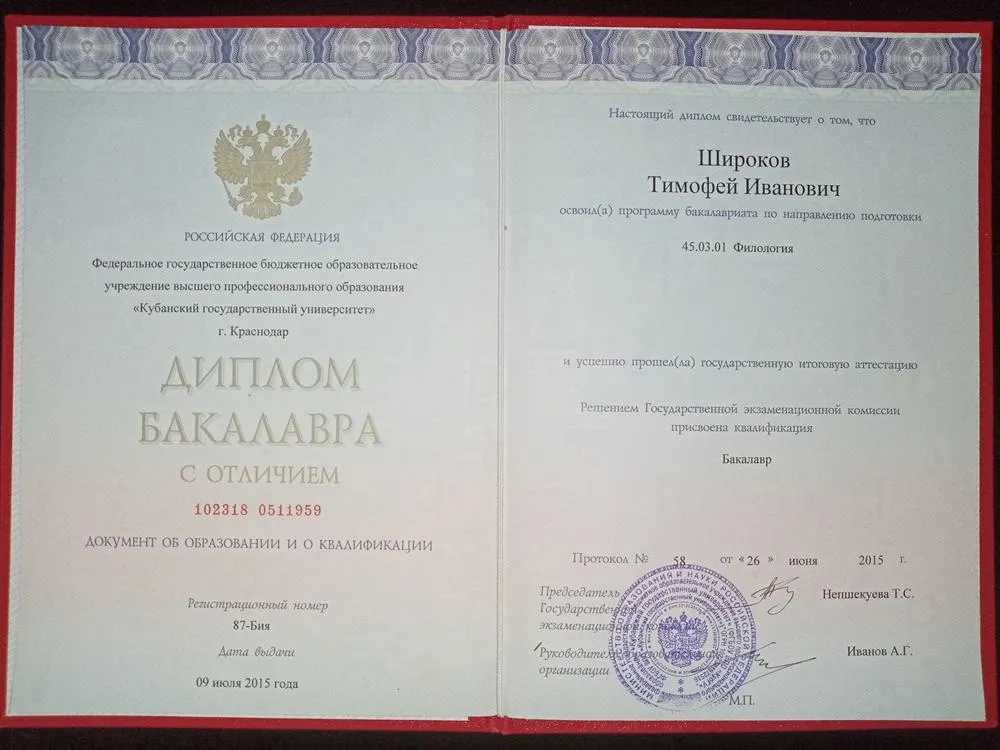 РОССИЙСКАЯ ФЕДЕРАЦИЯ
Федеральное государственное бюджетное образовательное
учреждение высшего профессионального образования
«Кубанский государственный университет»
г. Краснодар
ДИПЛОМ
БАКАЛАВРА
С ОТЛИЧИЕМ
102318 0511959
ДОКУМЕНТ ОБ ОБРАЗОВАНИИ И О КВАЛИФИКАЦИИ
Регистрационный номер
87-Бия
Дата выдачи
09 июля 2015 года
Настоящий диплом свидетельствует о том, что
Широков
Тимофей Иванович
освоил(а) программу бакалавриата по направлению подготовки
45.03.01 Филология
и успешно прошел(ла) государственную итоговую аттестацию
Решением Государственной экзаменационной комиссии
присвоена квалификация
Бакалавр
Протокол № 58 от «26 » июня 2015 г.
Председатель
Непшекуева Т.С.
Руководитель
Иванов А.Г.
организации
М.П.